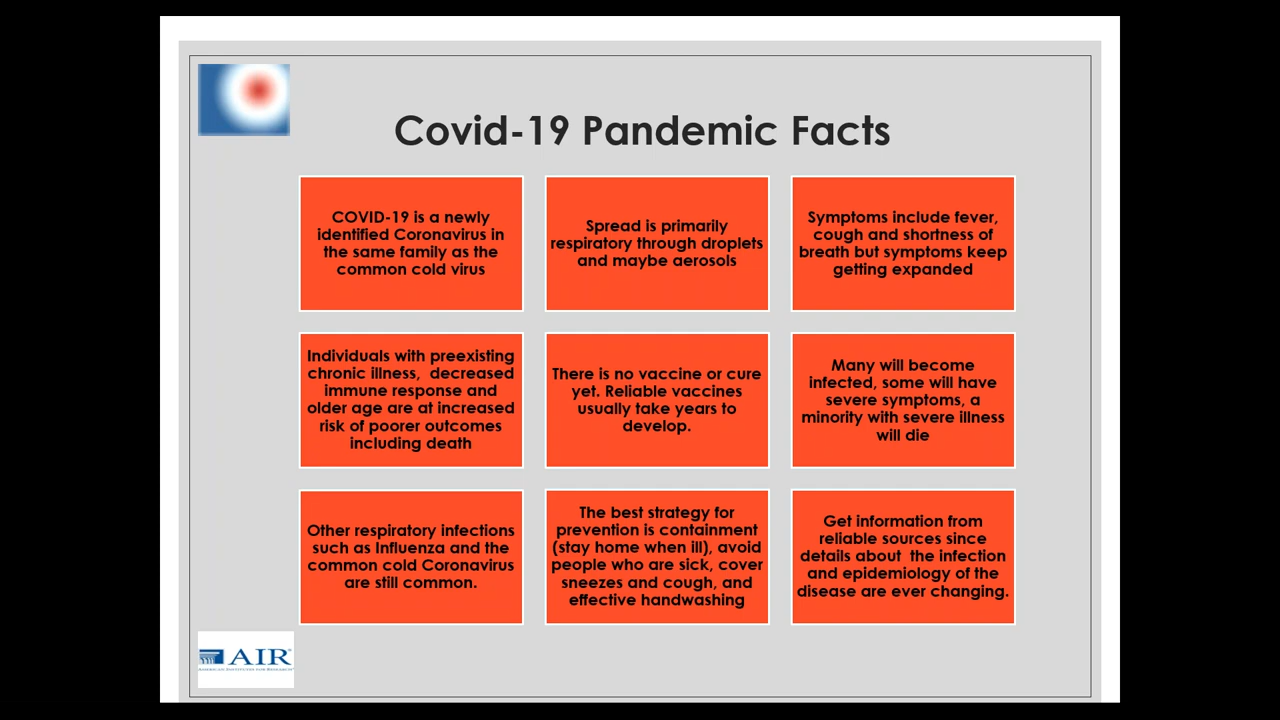 Covid-19 Pandemic Facts
COVID-19 is a newly
identified Coronavirus in
the same family as the
common cold virus
Spread is primarily
respiratory through droplets
and maybe aerosols
Symptoms include fever,
cough and shortness of
breath but symptoms keep
getting expanded
Individuals with preexisting
chronic illness,  decreased
immune response and
older age are at increased
risk of poorer outcomes
including death
There is no vaccine or cure
yet. Reliable vaccines
usually take years to
develop.
Many will become
infected, some will have
severe symptoms, a
minority with severe illness
will die
Other respiratory infections
such as Influenza and the
common cold Coronavirus
are still common.
The best strategy for
prevention is containment
(stay home when ill), avoid
people who are sick, cover
sneezes and cough, and
effective handwashing
Get information from
reliable sources since
details about  the infection
and epidemiology of the
disease are ever changing.
AIR®
AMERICAN INSTITUTES FOR RESEARCH®